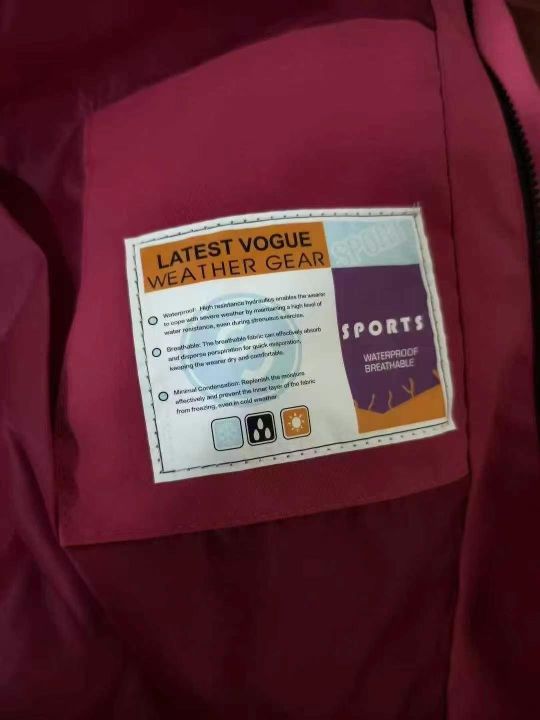 LATEST VOGUE
WEATHER GEAR
SPORT
Waterproof: High resistance hydraulius enables the wearer
to cope with severe weather by maintaining a high level of
water resistance, even during strenuous exercise.
Breathable: The breathable fabric can effectively absorb
and disperse perspiration for quick evaporation,
keeping the wearer dry and comfortable.
Minimal Condensation: Replenish the moisture
effectively and prevent the inner layer of the fabric
from freezing, even in cold weather
SPORTS
WATERPROOF
BREATHABLE